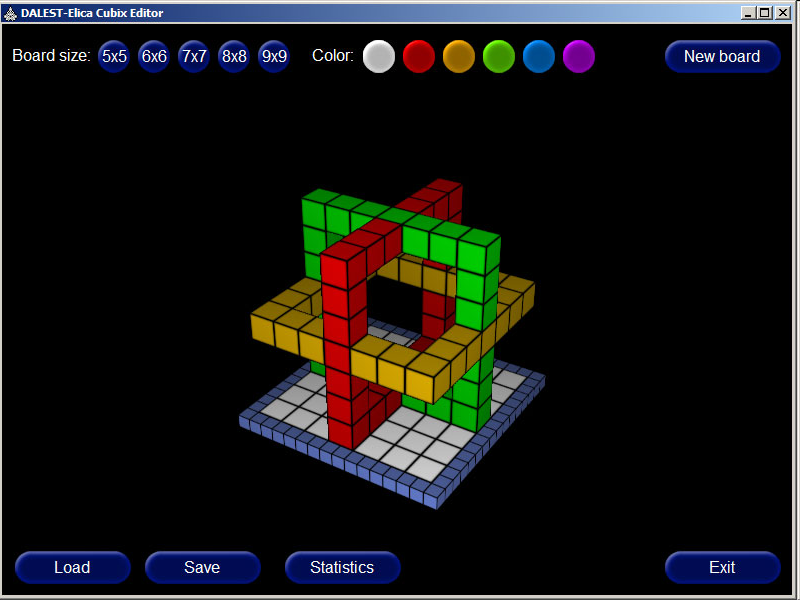 DALEST-Elica Cubix Editor
Board size: 5x5 6x6 7x7 8x8 9x9 Color: New board
Load Save Statistics Exit